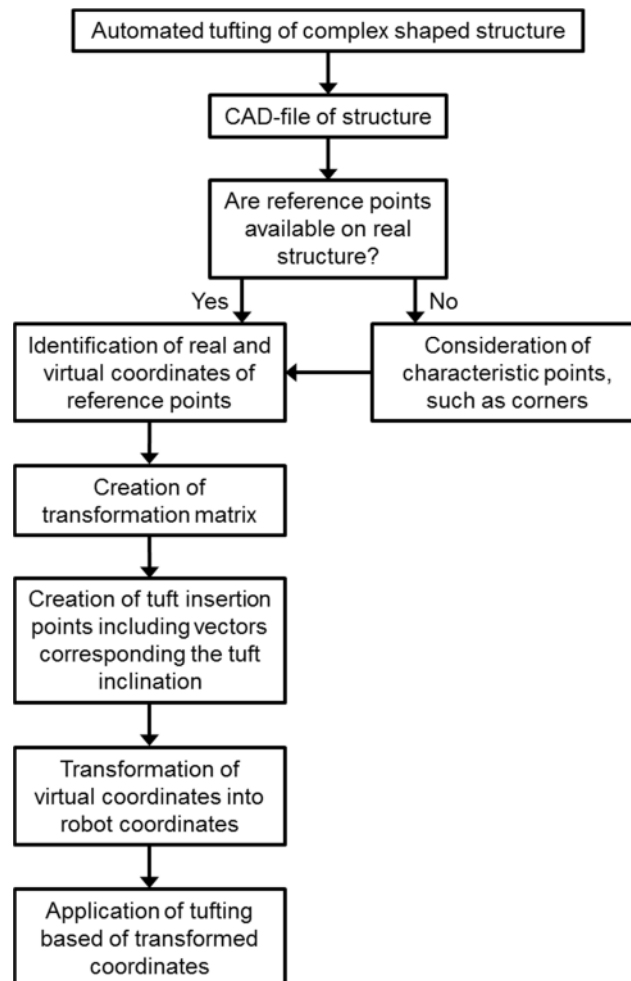 Automated tufting of complex shaped structure
CAD-file of structure
Are reference points
available on real
structure?
Yes
No
Identification of real and
virtual coordinates of
reference points
Consideration of
characteristic points,
such as corners
Creation of
transformation matrix
Creation of tuft insertion
points including vectors
corresponding the tuft
inclination
Transformation of
virtual coordinates into
robot coordinates
Application of tufting
based of transformed
coordinates